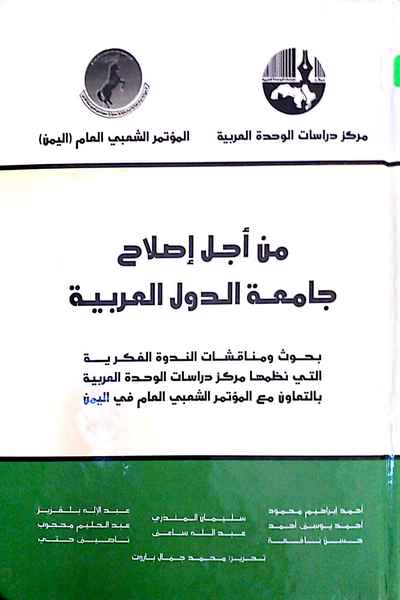 مركز دراسات الوحدة العربية
المؤتمر الشعبي العام (اليمن)
من أجل إصلاح
جامعة الدول العربية
بحوث ومناقشات الندوة الفكرية
التي نظمها مركز دراسات الوحدة العربية
بالتعاون مع المؤتمر الشعبي العام في اليمن
أحمد إبراهيم محمود سليمان المنذري عبد الإله بلقزيز
أحمد يوسف أحمد عبد الله ساعف عبد الحليم محجوب
حسن نافعة ناصيف حتي
تحرير: محمد جمال باروت